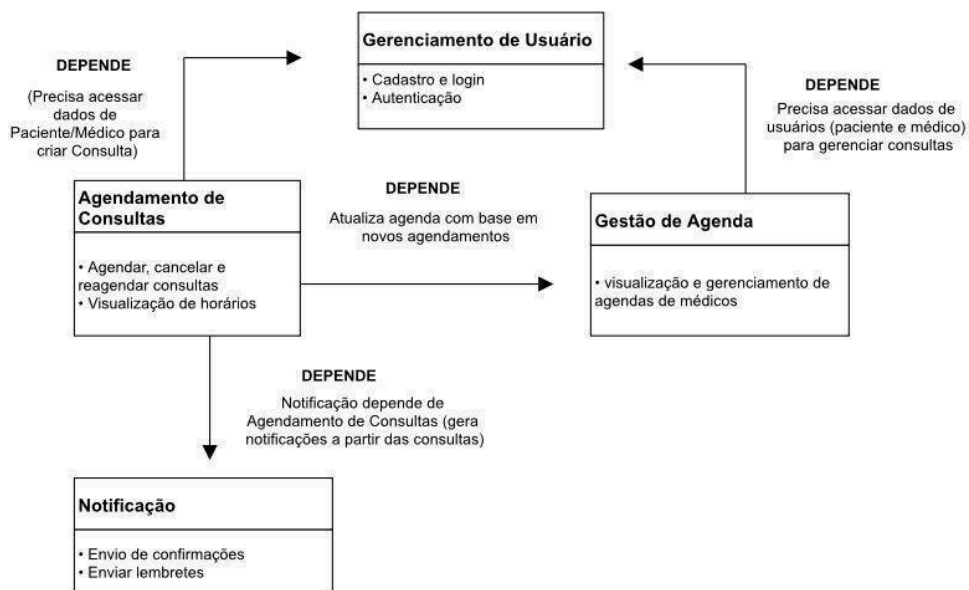 Gerenciamento de Usuário
• Cadastro e login
• Autenticação
DEPENDE
(Precisa acessar
dados de
Paciente/Médico para
criar Consulta)
DEPENDE
Precisa acessar dados de
usuários (paciente e médico)
para gerenciar consultas
Agendamento de
Consultas
• Agendar, cancelar e
reagendar consultas
• Visualização de horários
DEPENDE
Atualiza agenda com base em
novos agendamentos
Gestão de Agenda
• visualização e gerenciamento de
agendas de médicos
DEPENDE
Notificação depende de
Agendamento de Consultas (gera
notificações a partir das consultas)
Notificação
• Envio de confirmações
• Enviar lembretes